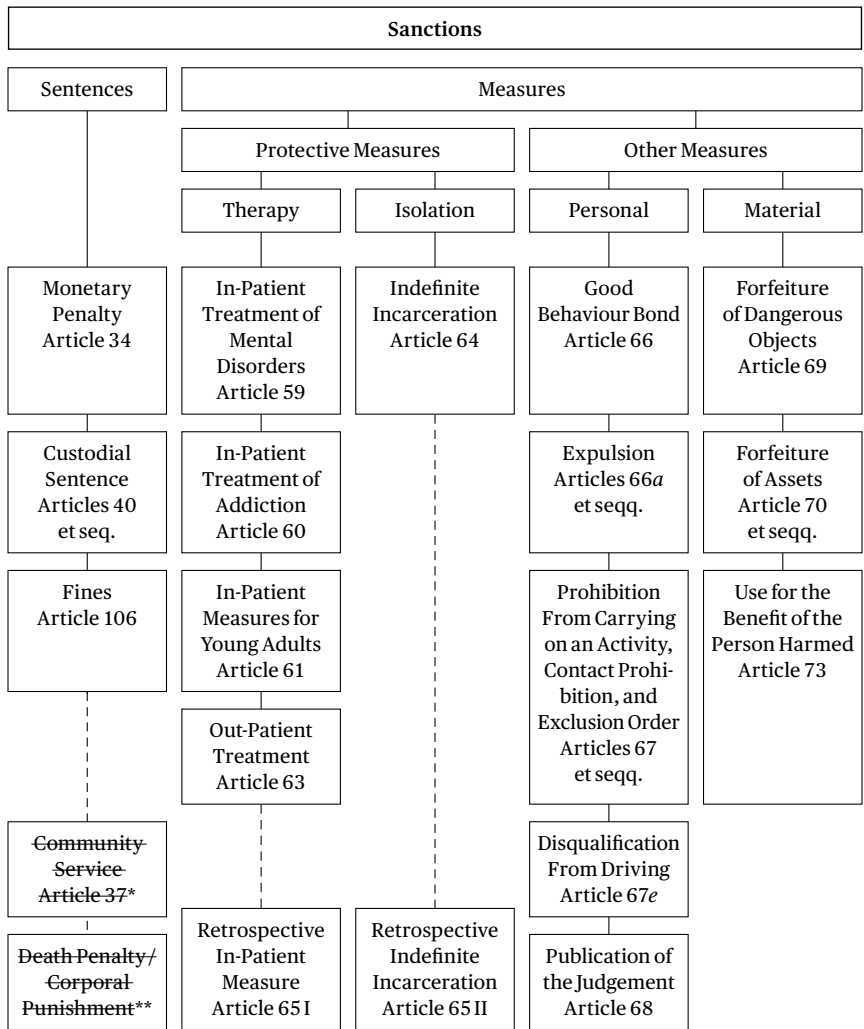 Sanctions
Sentences
Measures
Protective Measures
Other Measures
Therapy
Isolation
Personal
Material
Monetary
Penalty
Article 34
In-Patient
Treatment of
Mental
Disorders
Article 59
Indefinite
Incarceration
Article 64
Good
Behaviour Bond
Article 66
Forfeiture
of Dangerous
Objects
Article 69
Custodial
Sentence
Articles 40
et seq.
In-Patient
Treatment of
Addiction
Article 60
Expulsion
Articles 66a
et seqq.
Forfeiture
of Assets
Article 70
et seqq.
Fines
Article 106
In-Patient
Measures for
Young Adults
Article 61
Prohibition
From Carrying
on an Activity,
Contact Prohi-
bition, and
Exclusion Order
Articles 67
et seqq.
Use for the
Benefit of the
Person Harmed
Article 73
Out-Patient
Treatment
Article 63
Community
Service
Article 37*
Disqualification
From Driving
Article 67e
Death Penalty/
Corporal
Punishment**
Retrospective
In-Patient
Measure
Article 65 I
Retrospective
Indefinite
Incarceration
Article 65 II
Publication of
the Judgement
Article 68